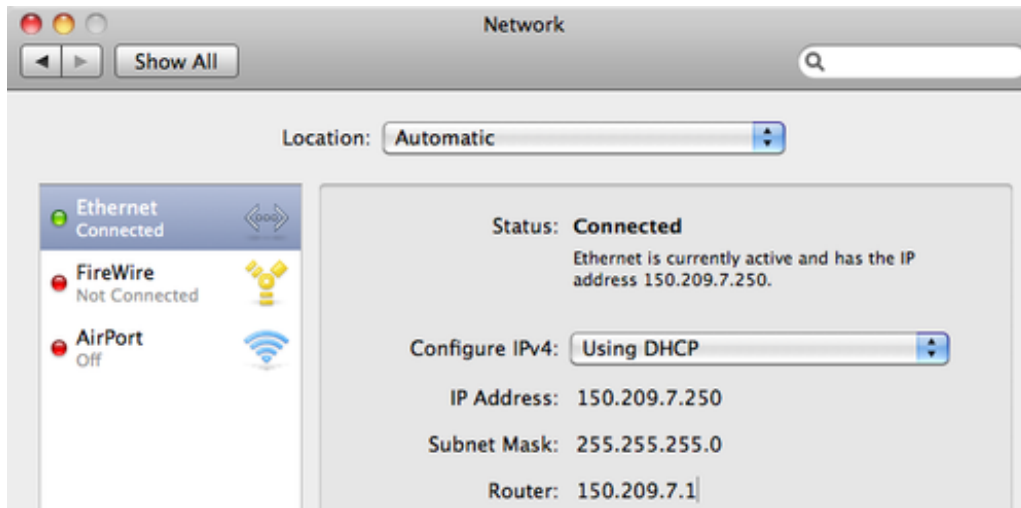 Network
Show All
Location: Automatic
Ethernet
Connected
FireWire
Not Connected
AirPort
Off
Status: Connected
Ethernet is currently active and has the IP
address 150.209.7.250.
Configure IPv4: Using DHCP
IP Address: 150.209.7.250
Subnet Mask: 255.255.255.0
Router: 150.209.7.1